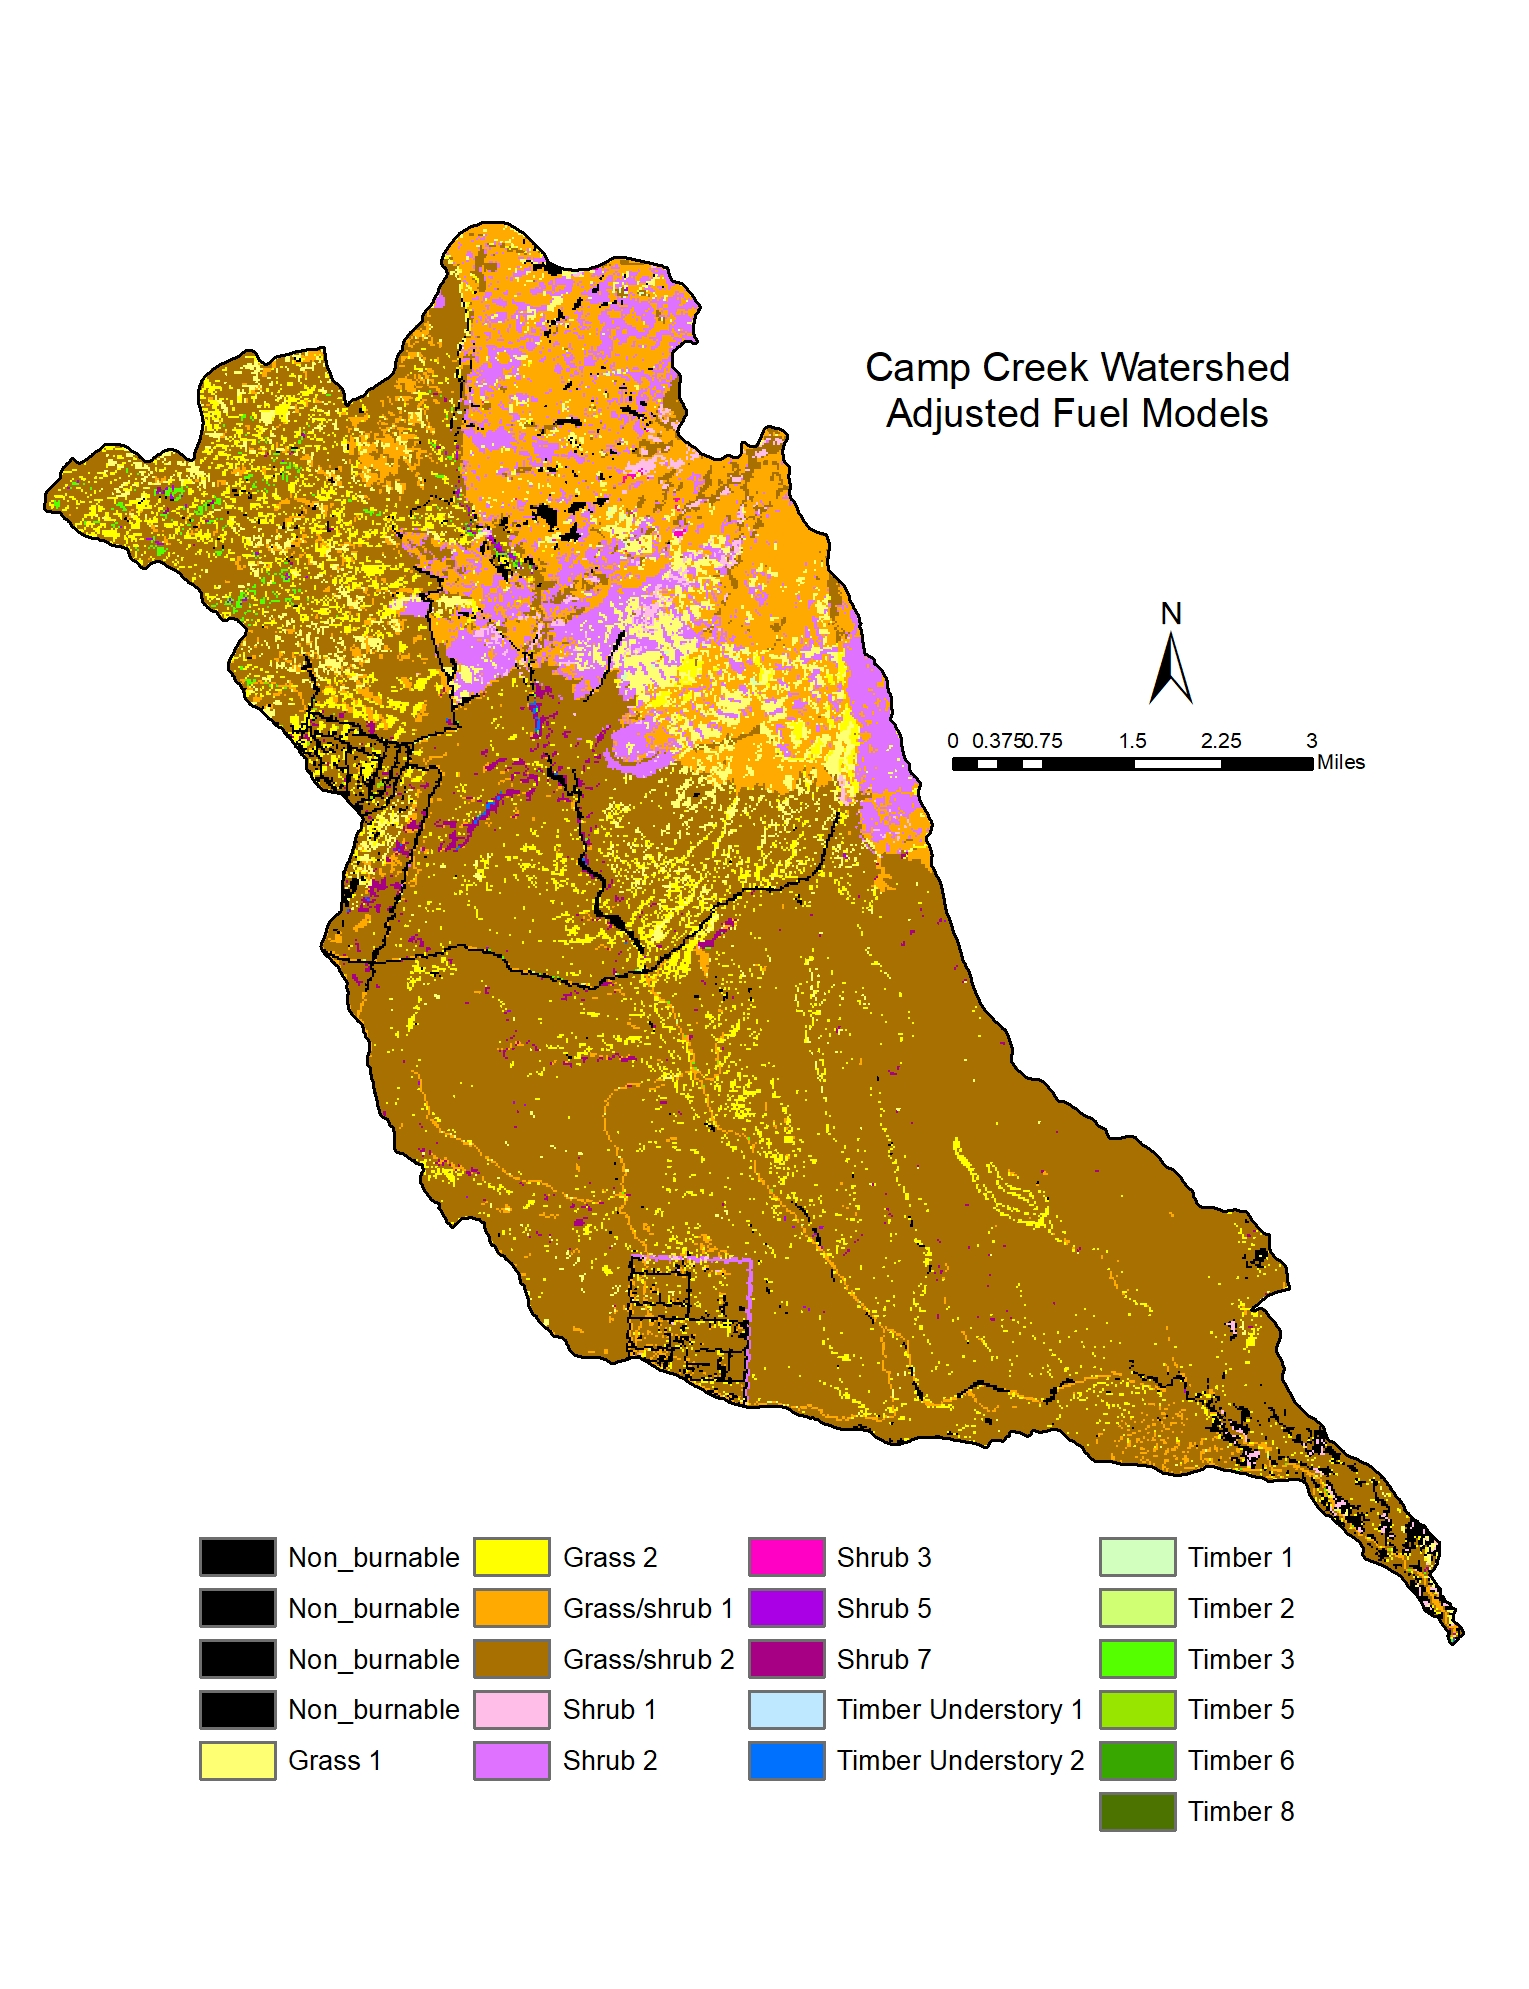 Camp Creek Watershed
Adjusted Fuel Models
N
0 0.375 0.75 1.5 2.25 3
Miles
Non_burnable
Non_burnable
Non_burnable
Non_burnable
Grass 1
Grass 2
Grass/shrub 1
Grass/shrub 2
Shrub 1
Shrub 2
Shrub 3
Shrub 5
Shrub 7
Timber Understory 1
Timber Understory 2
Timber 1
Timber 2
Timber 3
Timber 5
Timber 6
Timber 8